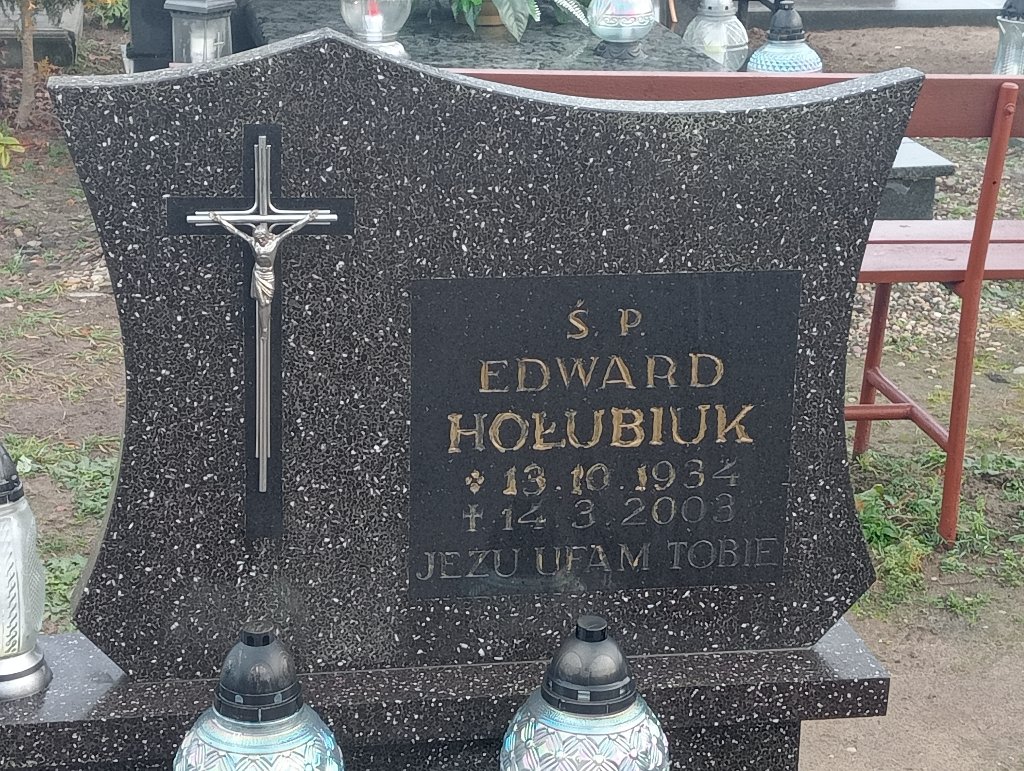 Ś. P.
EDWARD
HOŁUBIUK
13.10.1934
14.3.2003
JEZU UFAM TOBIE